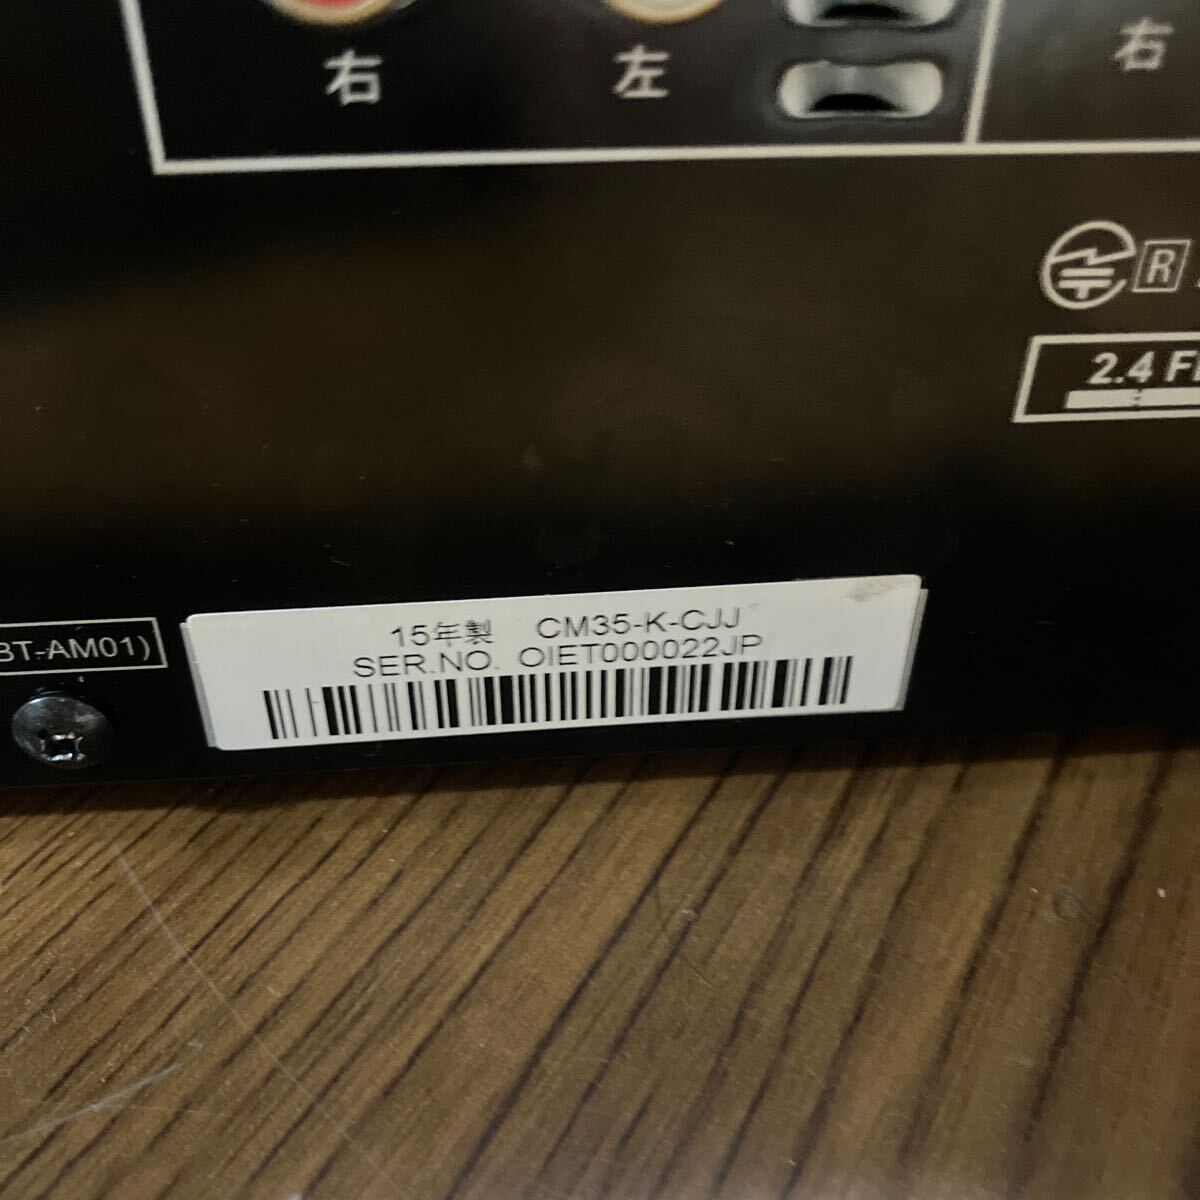 右 左 右
R
2.4 F
BT-AM01)
15年製 CM35-K-CJJ
SER.NO. OIET000022JP